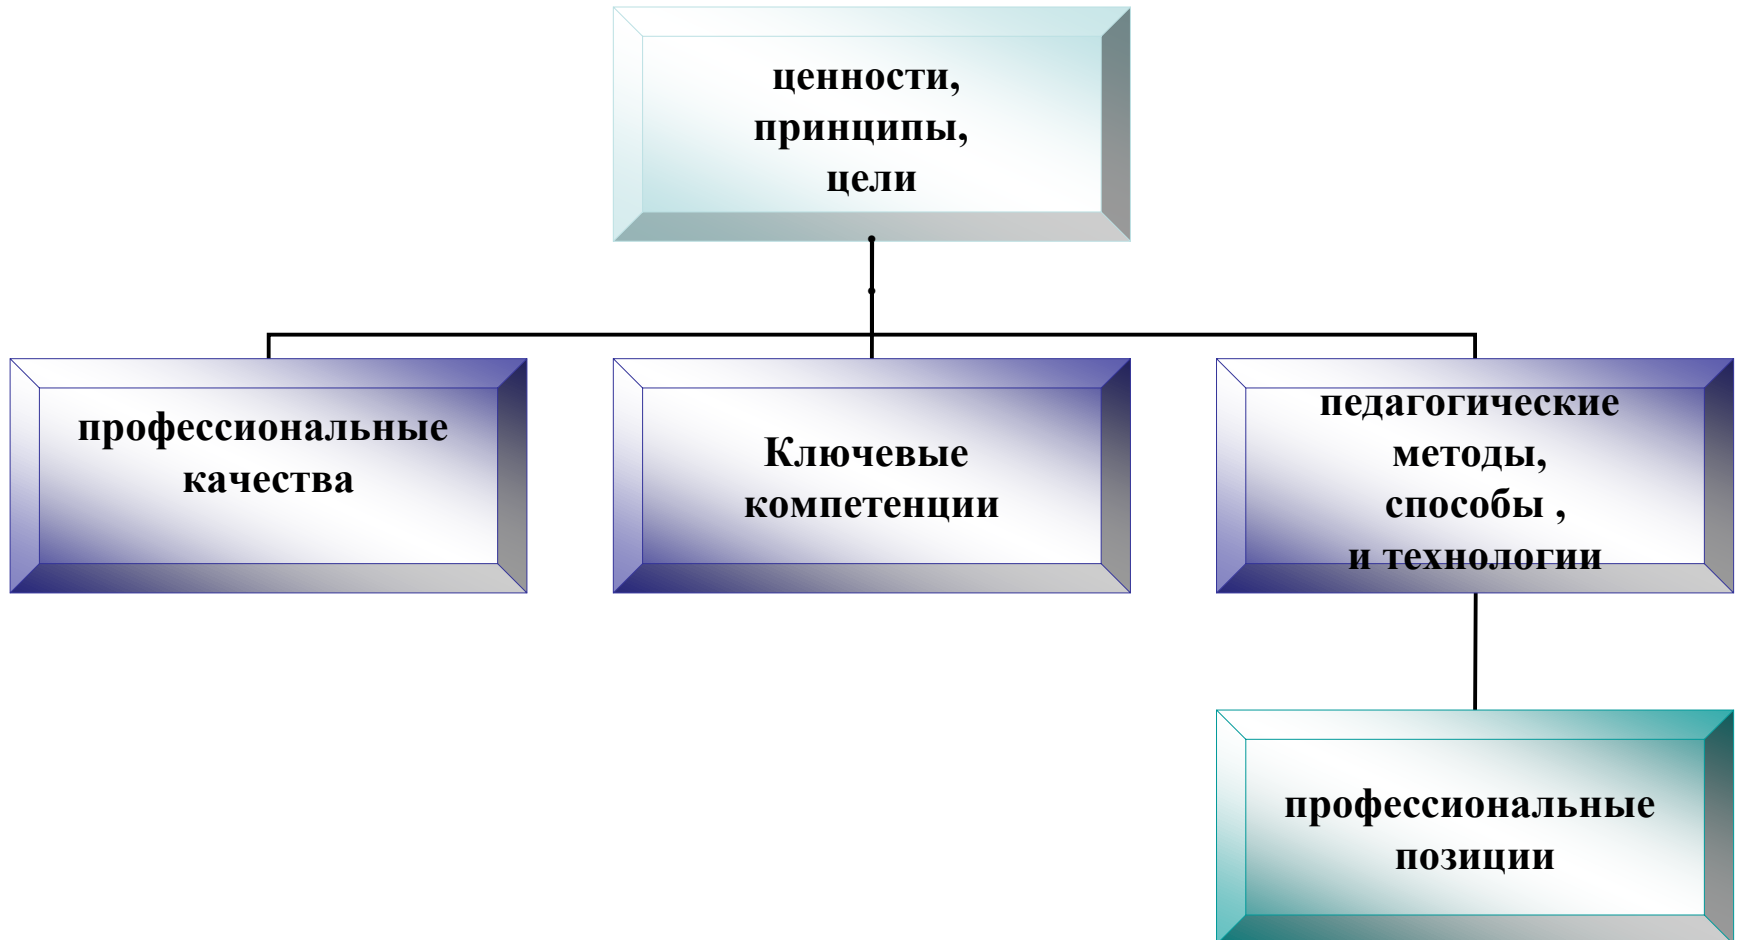 ценности,
принципы,
цели
профессиональные
качества
Ключевые
компетенции
педагогические
методы,
способы ,
и технологии
профессиональные
позиции